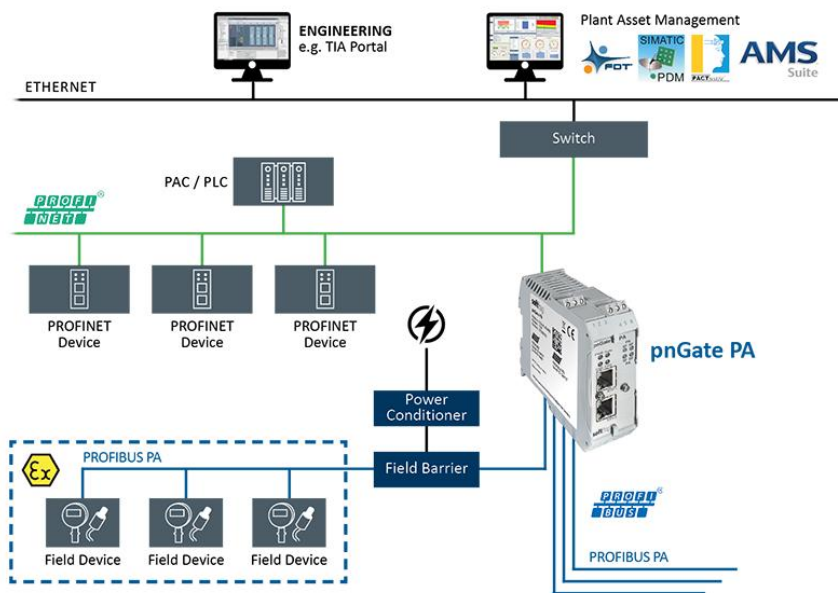 ENGINEERING
e.g. TIA Portal
Plant Asset Management
FDT
SIMATIC
PDM
PACTware
AMS
Suite
ETHERNET
Switch
PAC / PLC
PROFI
NET
®
PROFINET
Device
PROFINET
Device
PROFINET
Device
PA
pnGate PA
Power
Conditioner
PROFIBUS PA
Field Barrier
Ex
Field Device
Field Device
Field Device
PROFI
BUS
®
PROFIBUS PA